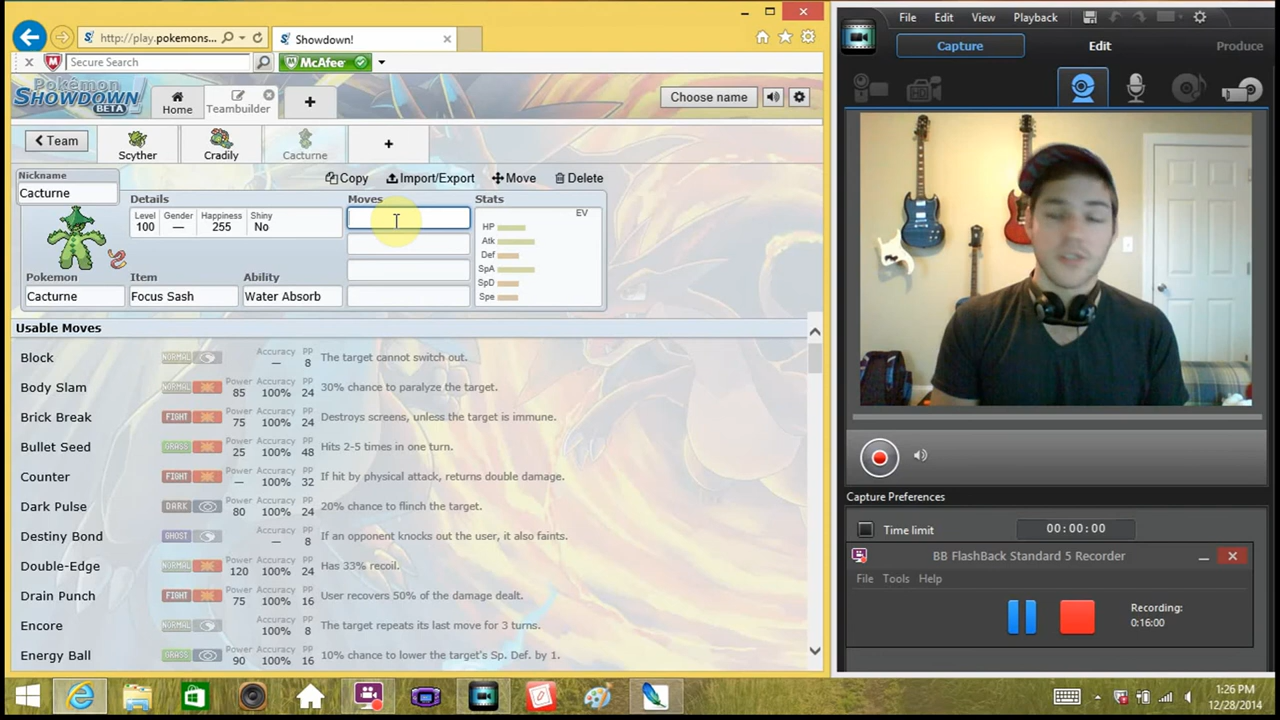 http://play.pokemons...
Showdown!
Secure Search
McAfee
Pokémon
SHOWDOWN!
BETA
Home
Teambuilder
Choose name
< Team
Scyther
Cradily
Cacturne
Nickname
Cacturne
Copy
Import/Export
Move
Delete
Details
Moves
Stats
Level
Gender
Happiness
Shiny
100
—
255
No
EV
HP
Atk
Def
SpA
SpD
Spe
Pokemon
Item
Ability
Cacturne
Focus Sash
Water Absorb
Usable Moves
Block NORMAL Accuracy — PP 8 The target cannot switch out.
Body Slam NORMAL Power 85 Accuracy 100% PP 24 30% chance to paralyze the target.
Brick Break FIGHT Power 75 Accuracy 100% PP 24 Destroys screens, unless the target is immune.
Bullet Seed GRASS Power 25 Accuracy 100% PP 48 Hits 2-5 times in one turn.
Counter FIGHT Power — Accuracy 100% PP 32 If hit by physical attack, returns double damage.
Dark Pulse DARK Power 80 Accuracy 100% PP 24 20% chance to flinch the target.
Destiny Bond GHOST Accuracy — PP 8 If an opponent knocks out the user, it also faints.
Double-Edge NORMAL Power 120 Accuracy 100% PP 24 Has 33% recoil.
Drain Punch FIGHT Power 75 Accuracy 100% PP 16 User recovers 50% of the damage dealt.
Encore NORMAL Accuracy 100% PP 8 The target repeats its last move for 3 turns.
Energy Ball GRASS Power 90 Accuracy 100% PP 16 10% chance to lower the target's Sp. Def. by 1.
File Edit View Playback
Capture
Edit
Produce
Capture Preferences
Time limit
00:00:00
BB FlashBack Standard 5 Recorder
File Tools Help
Recording:
0:16:00
1:26 PM
12/28/2014